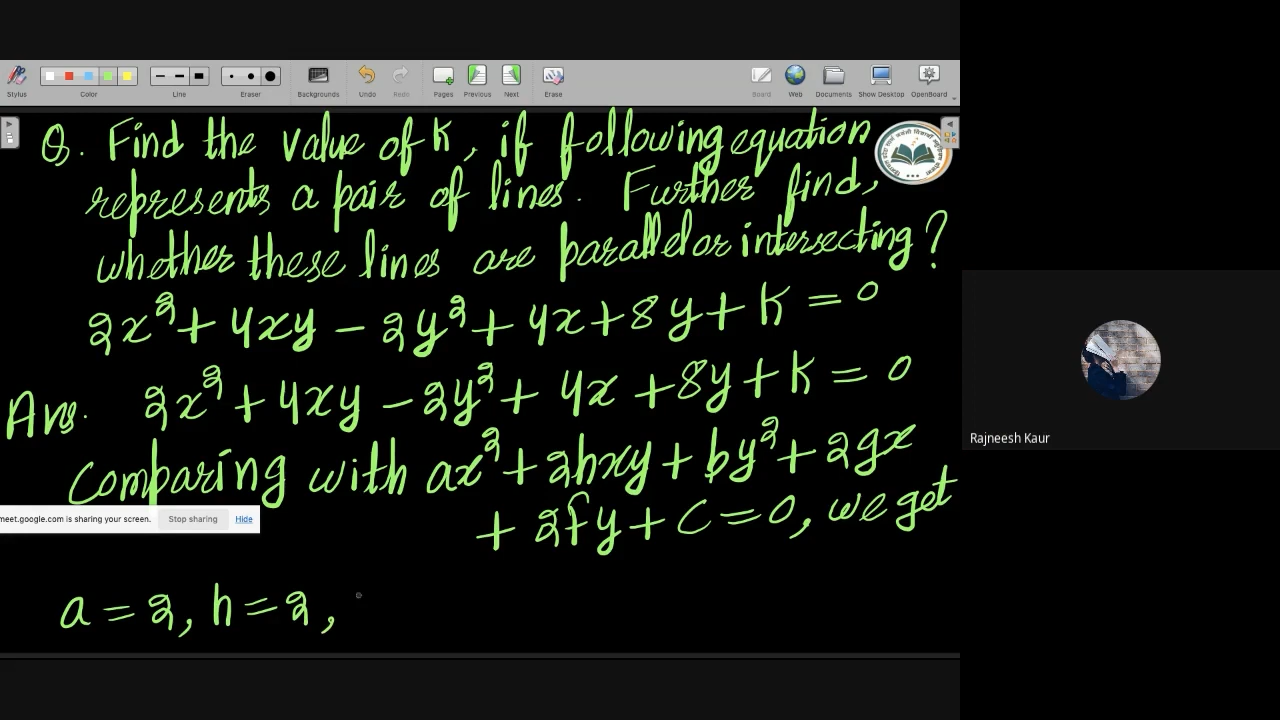 Stylus Color Line Eraser Backgrounds Undo Redo Pages Previous Next Erase Board Web Documents Show Desktop OpenBoard
Q. Find the value of k, if following equation
represents a pair of lines. Further find,
whether these lines are parallel or intersecting?
2x² + 4xy − 2y² + 4x + 8y + k = 0
Ans. 2x² + 4xy − 2y² + 4x + 8y + k = 0
Comparing with ax² + 2hxy + by² + 2gx
+ 2fy + c = 0, we get
meet.google.com is sharing your screen. Stop sharing Hide
a = 2, h = 2,
Rajneesh Kaur